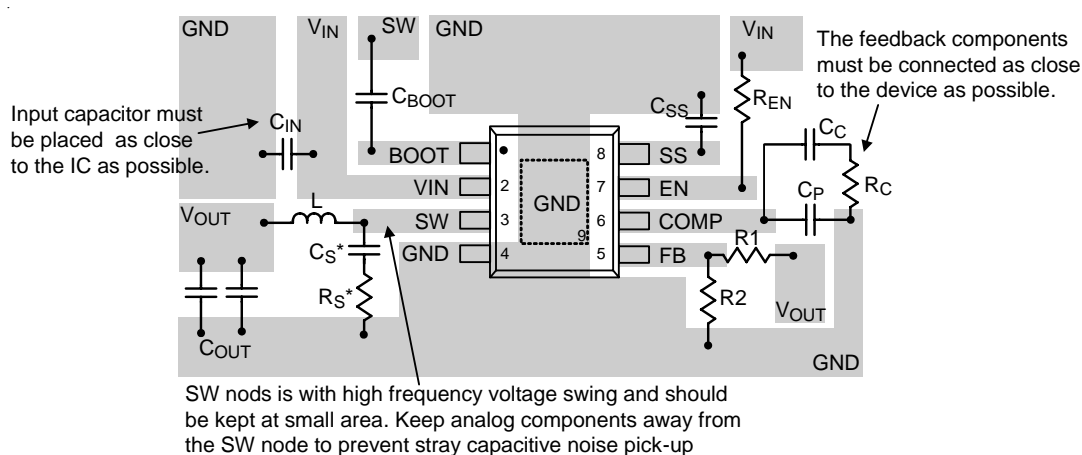 GND
VIN
SW
GND
VIN
The feedback components
must be connected as close
to the device as possible.
Input capacitor must
be placed as close
to the IC as possible.
CIN
CBOOT
CSS
REN
CC
RC
CP
BOOT
VIN
SW
GND
2
3
4
GND
9
8
7
6
5
SS
EN
COMP
FB
VOUT
L
CS*
RS*
COUT
R1
R2
VOUT
GND
SW nods is with high frequency voltage swing and should
be kept at small area. Keep analog components away from
the SW node to prevent stray capacitive noise pick-up